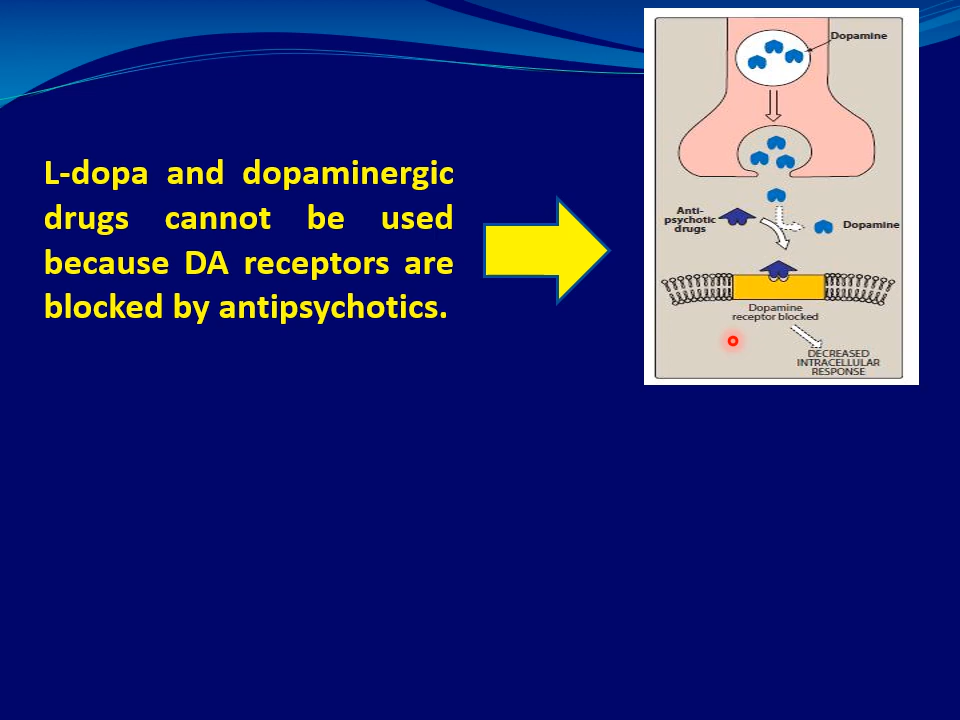 L-dopa and dopaminergic
drugs cannot be used
because DA receptors are
blocked by antipsychotics.
Dopamine
Anti-
psychotic
drugs
Dopamine
Dopamine
receptor blocked
DECREASED
INTRACELLULAR
RESPONSE